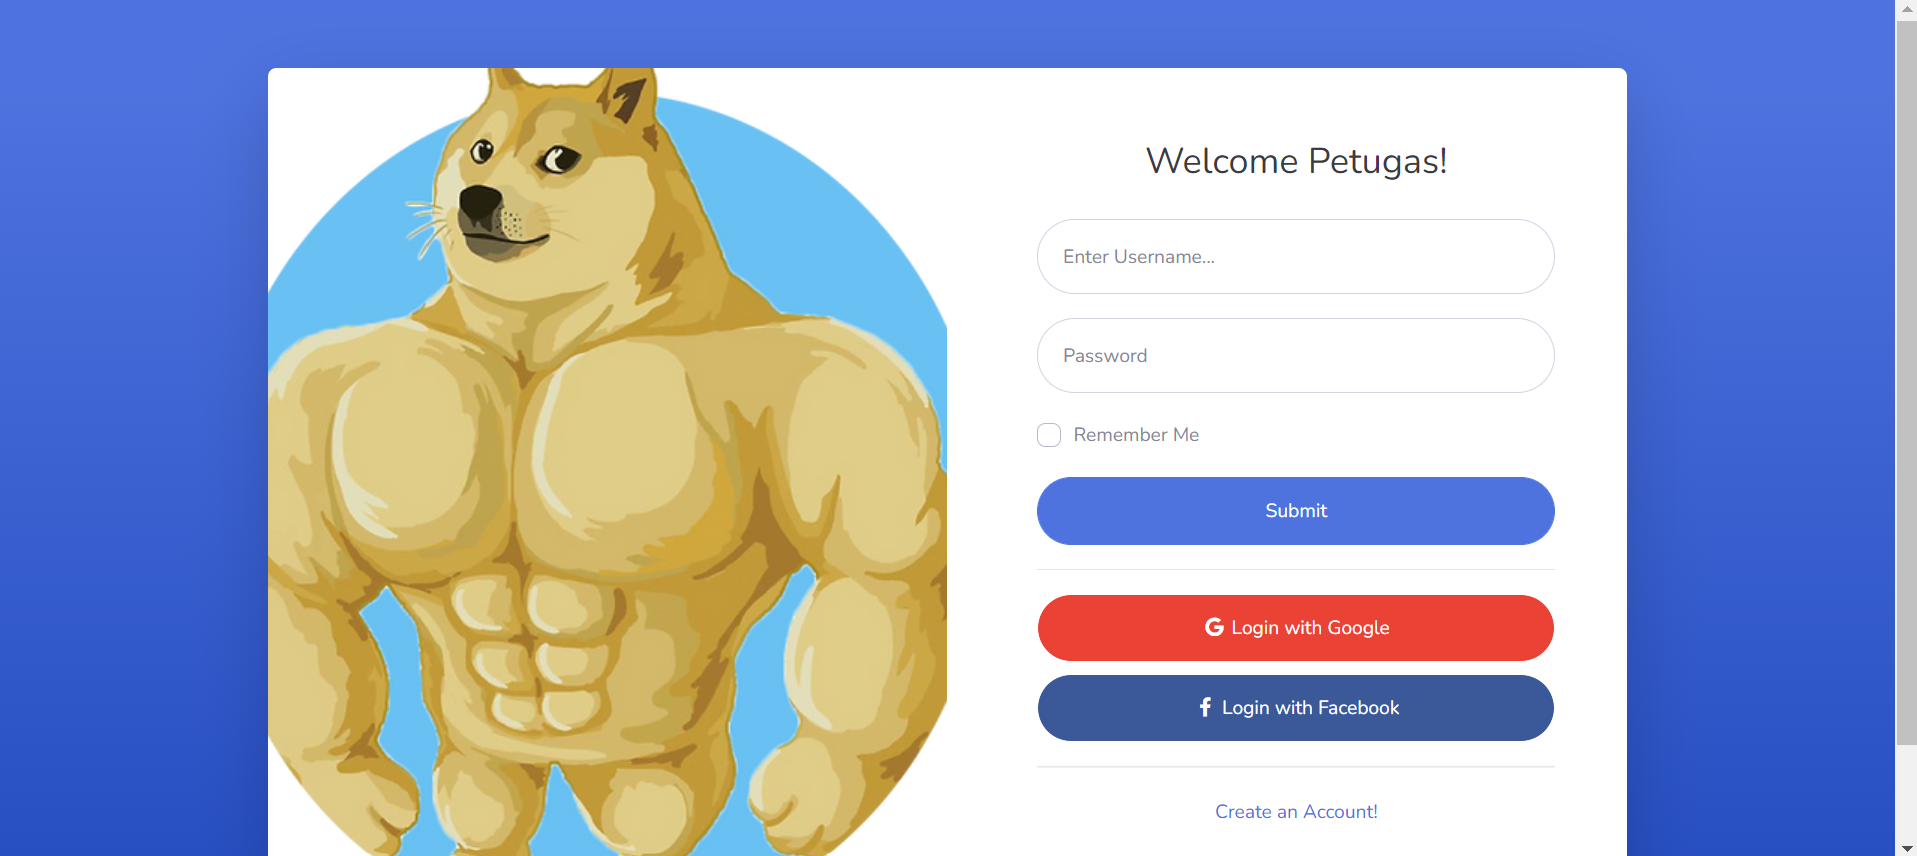 Welcome Petugas!
Enter Username...
Password
Remember Me
Submit
Login with Google
Login with Facebook
Create an Account!